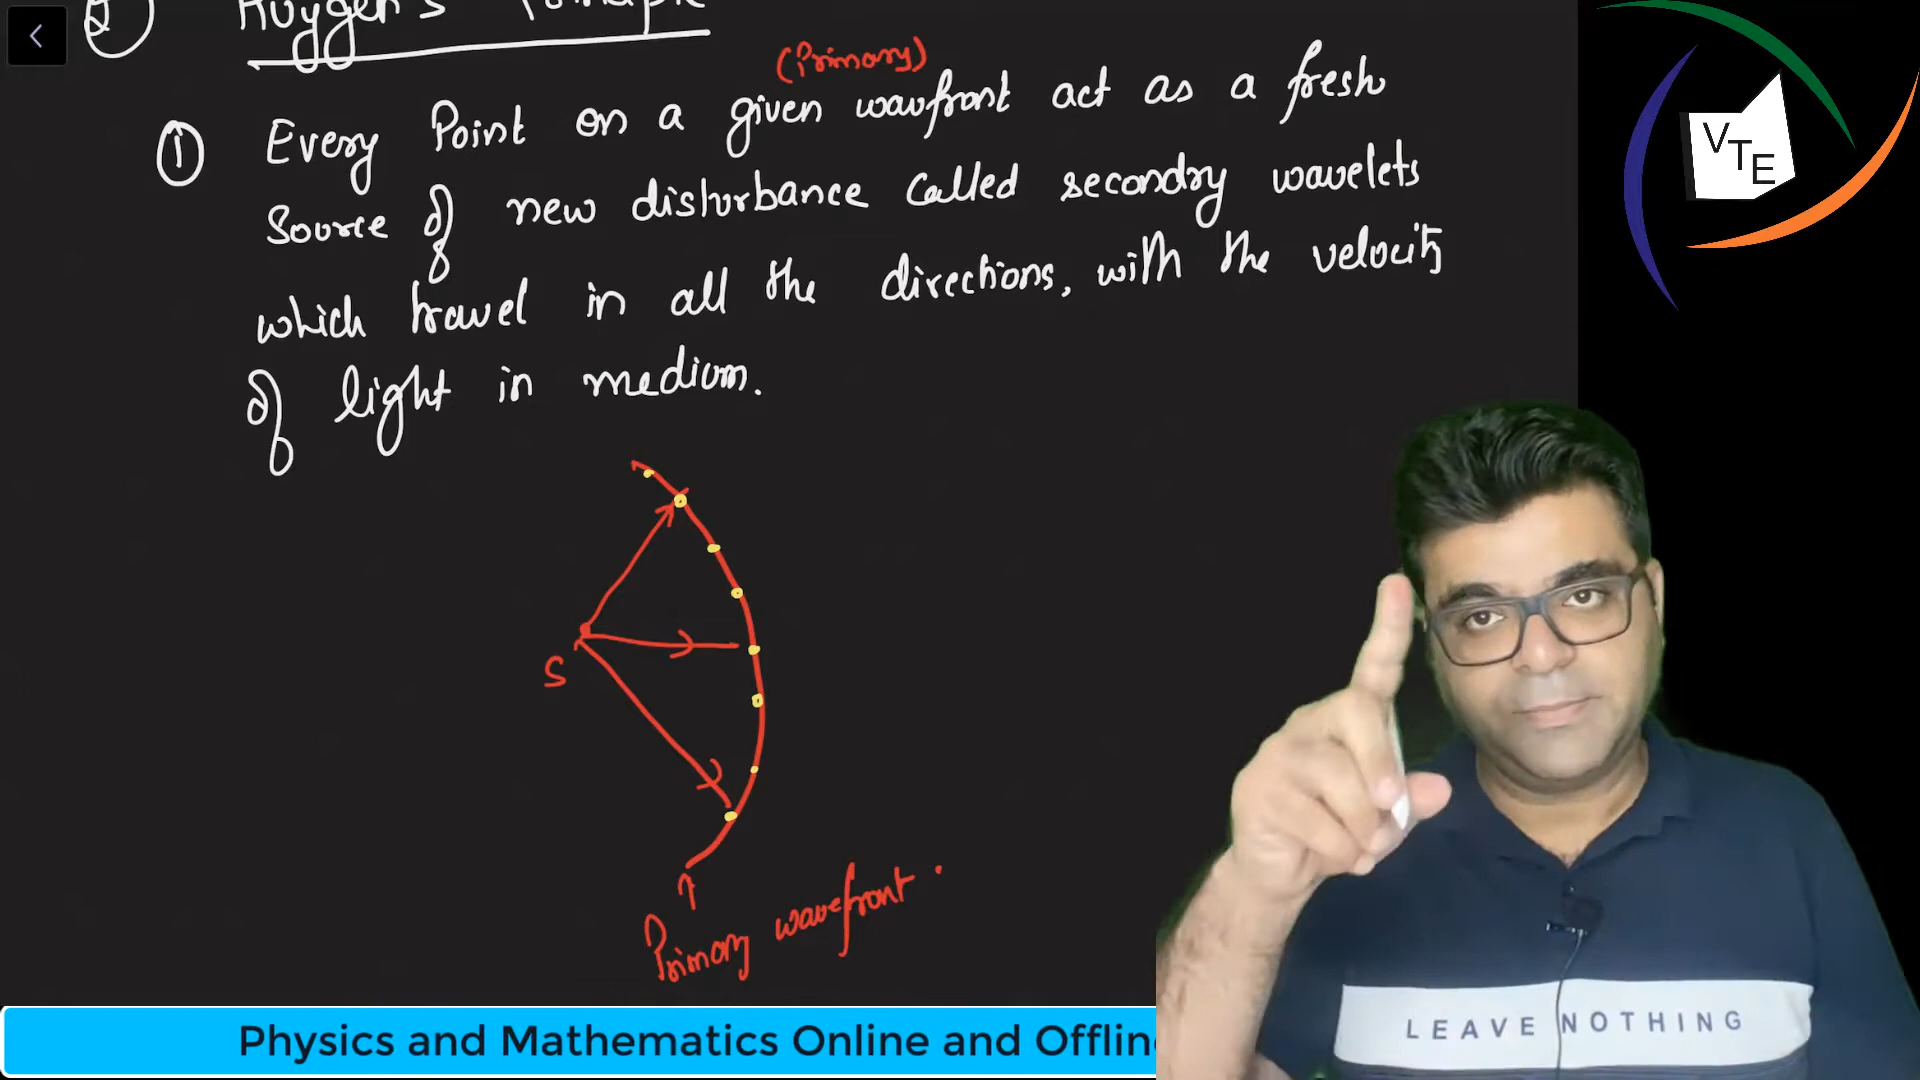 2 Huygen's Principle
(Primary)
1 Every Point on a given wavefront act as a fresh
Source of new disturbance called secondry wavelets
which travel in all the directions, with the velocity
of light in medium.
S
Primary wavefront
VTE
LEAVE NOTHING
Physics and Mathematics Online and Offlin